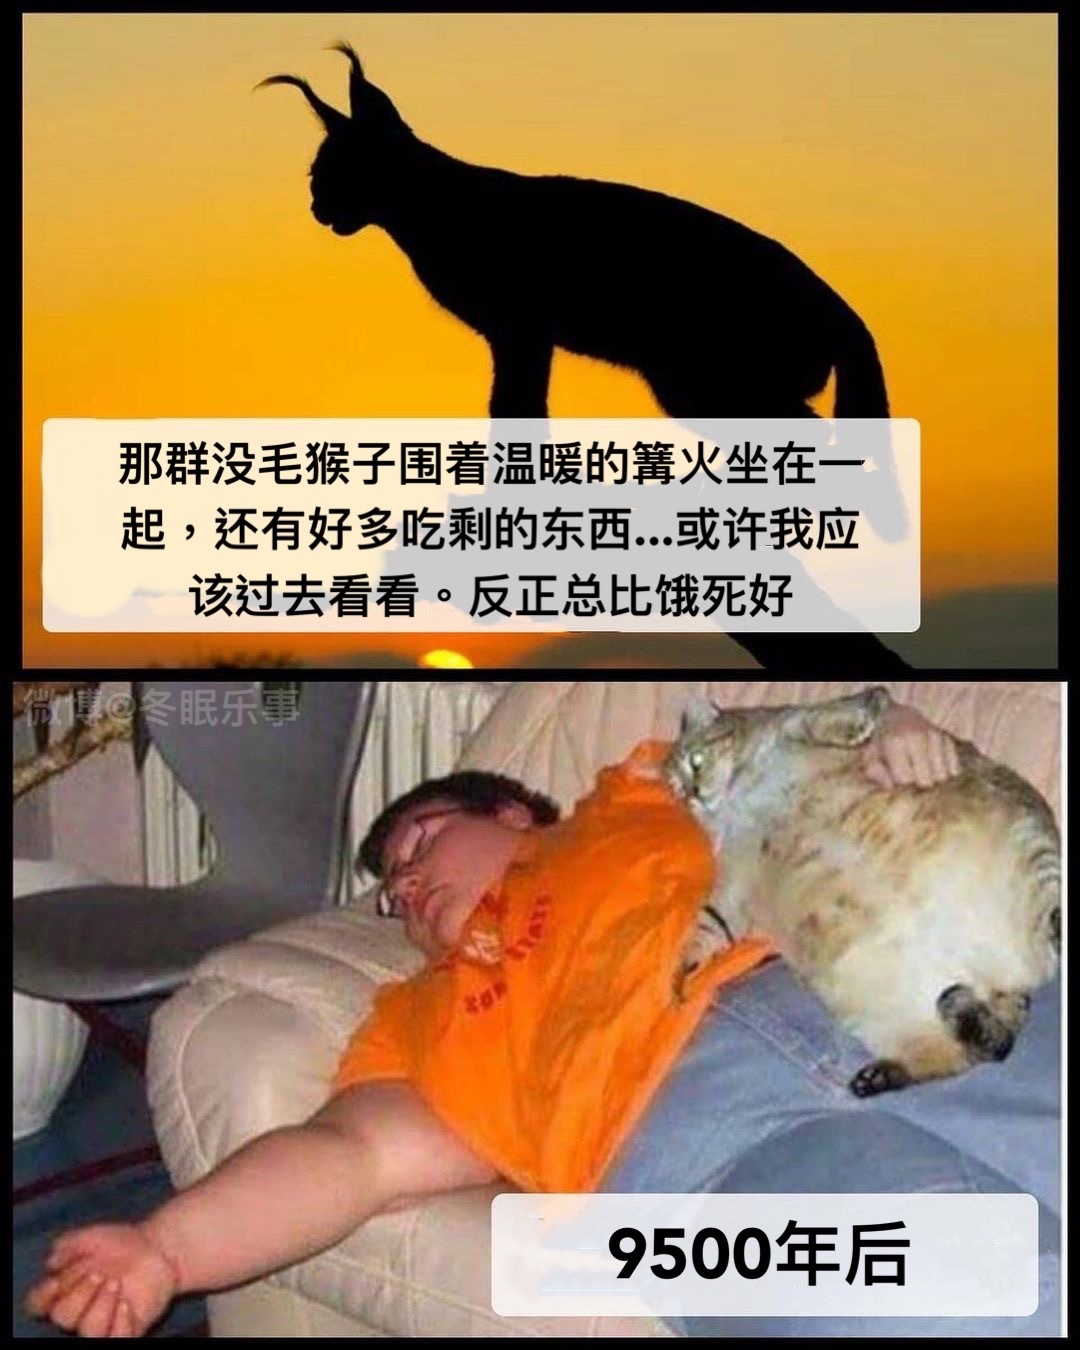 那群没毛猴子围着温暖的篝火坐在一
起，还有好多吃剩的东西...或许我应
该过去看看。反正总比饿死好
微博@冬眠乐事
9500年后